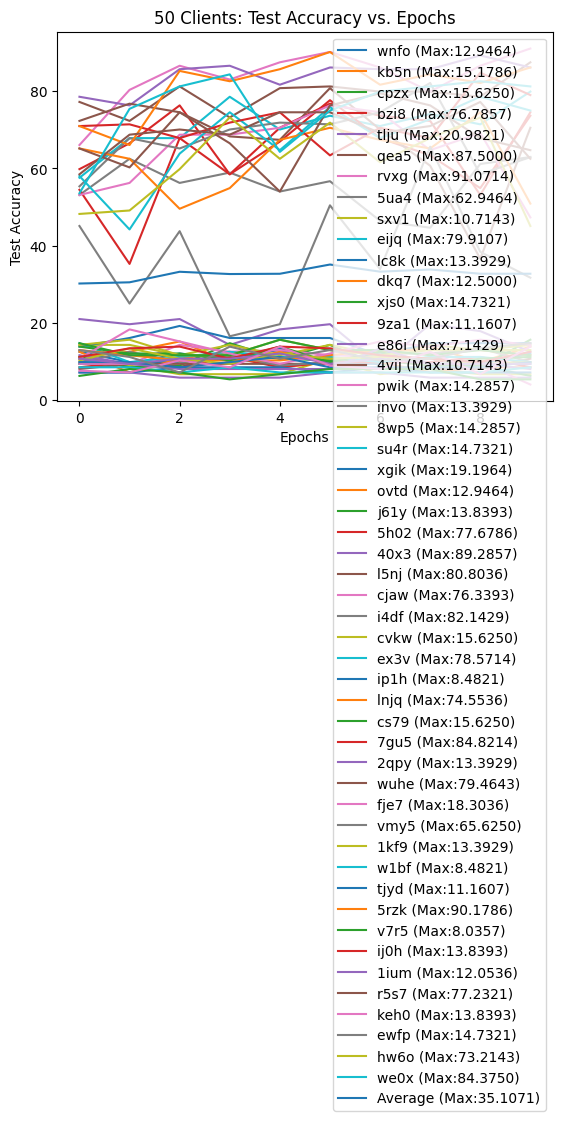 50 Clients: Test Accuracy vs. Epochs
Test Accuracy
80
60
40
20
0
0
2
4
6
8
Epochs
wnfo (Max:12.9464)
kb5n (Max:15.1786)
cpzx (Max:15.6250)
bzi8 (Max:76.7857)
tlju (Max:20.9821)
qea5 (Max:87.5000)
rvxg (Max:91.0714)
5ua4 (Max:62.9464)
sxv1 (Max:10.7143)
eijq (Max:79.9107)
lc8k (Max:13.3929)
dkq7 (Max:12.5000)
xjs0 (Max:14.7321)
9za1 (Max:11.1607)
e86i (Max:7.1429)
4vij (Max:10.7143)
pwik (Max:14.2857)
invo (Max:13.3929)
8wp5 (Max:14.2857)
su4r (Max:14.7321)
xgik (Max:19.1964)
ovtd (Max:12.9464)
j61y (Max:13.8393)
5h02 (Max:77.6786)
40x3 (Max:89.2857)
l5nj (Max:80.8036)
cjaw (Max:76.3393)
i4df (Max:82.1429)
cvkw (Max:15.6250)
ex3v (Max:78.5714)
ip1h (Max:8.4821)
lnjq (Max:74.5536)
cs79 (Max:15.6250)
7gu5 (Max:84.8214)
2qpy (Max:13.3929)
wuhe (Max:79.4643)
fje7 (Max:18.3036)
vmy5 (Max:65.6250)
1kf9 (Max:13.3929)
w1bf (Max:8.4821)
tjyd (Max:11.1607)
5rzk (Max:90.1786)
v7r5 (Max:8.0357)
ij0h (Max:13.8393)
1ium (Max:12.0536)
r5s7 (Max:77.2321)
keh0 (Max:13.8393)
ewfp (Max:14.7321)
hw6o (Max:73.2143)
we0x (Max:84.3750)
Average (Max:35.1071)